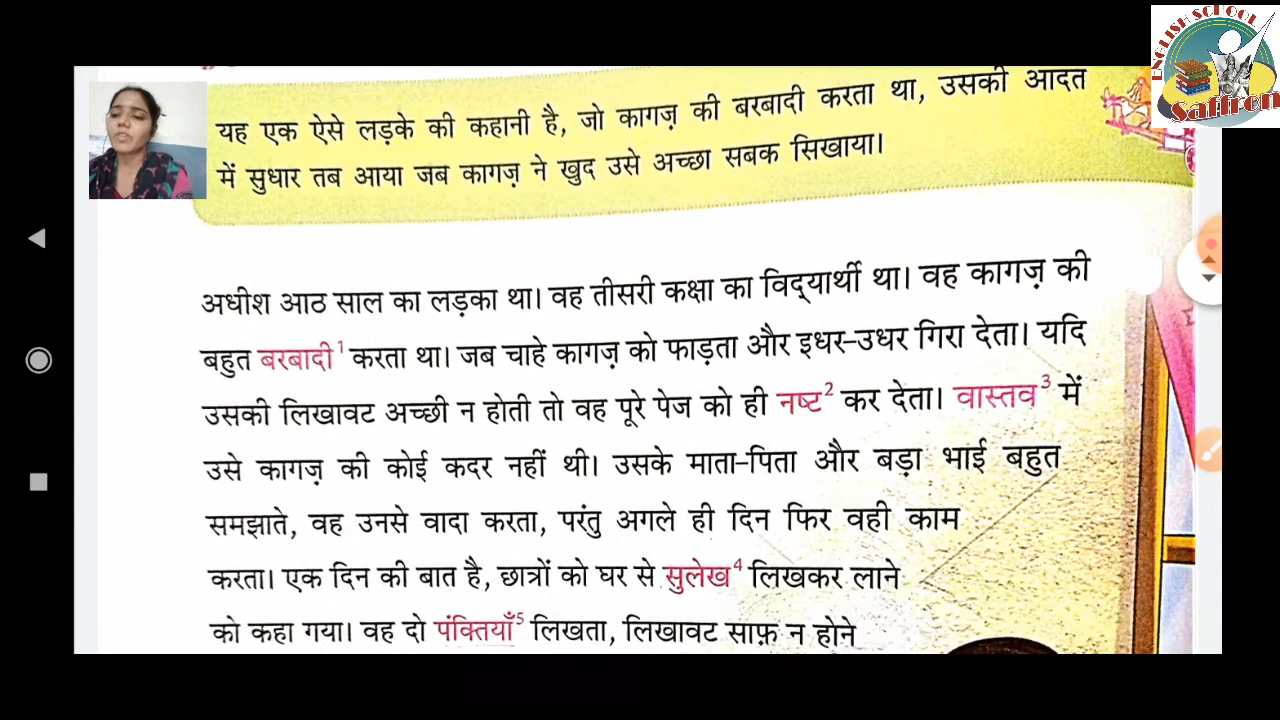 ENGLISH SCHOOL
Saffron
यह एक ऐसे लड़के की कहानी है, जो कागज़ की बरबादी करता था, उसकी आदत
में सुधार तब आया जब कागज़ ने खुद उसे अच्छा सबक सिखाया।
अधीश आठ साल का लड़का था। वह तीसरी कक्षा का विद्‌यार्थी था। वह कागज़ की
बहुत बरबादी¹ करता था। जब चाहे कागज़ को फाड़ता और इधर–उधर गिरा देता। यदि
उसकी लिखावट अच्छी न होती तो वह पूरे पेज को ही नष्ट² कर देता। वास्तव³ में
उसे कागज़ की कोई कदर नहीं थी। उसके माता–पिता और बड़ा भाई बहुत
समझाते, वह उनसे वादा करता, परंतु अगले ही दिन फिर वही काम
करता। एक दिन की बात है, छात्रों को घर से सुलेख⁴ लिखकर लाने
को कहा गया। वह दो पंक्तियाँ⁵ लिखता, लिखावट साफ़ न होने